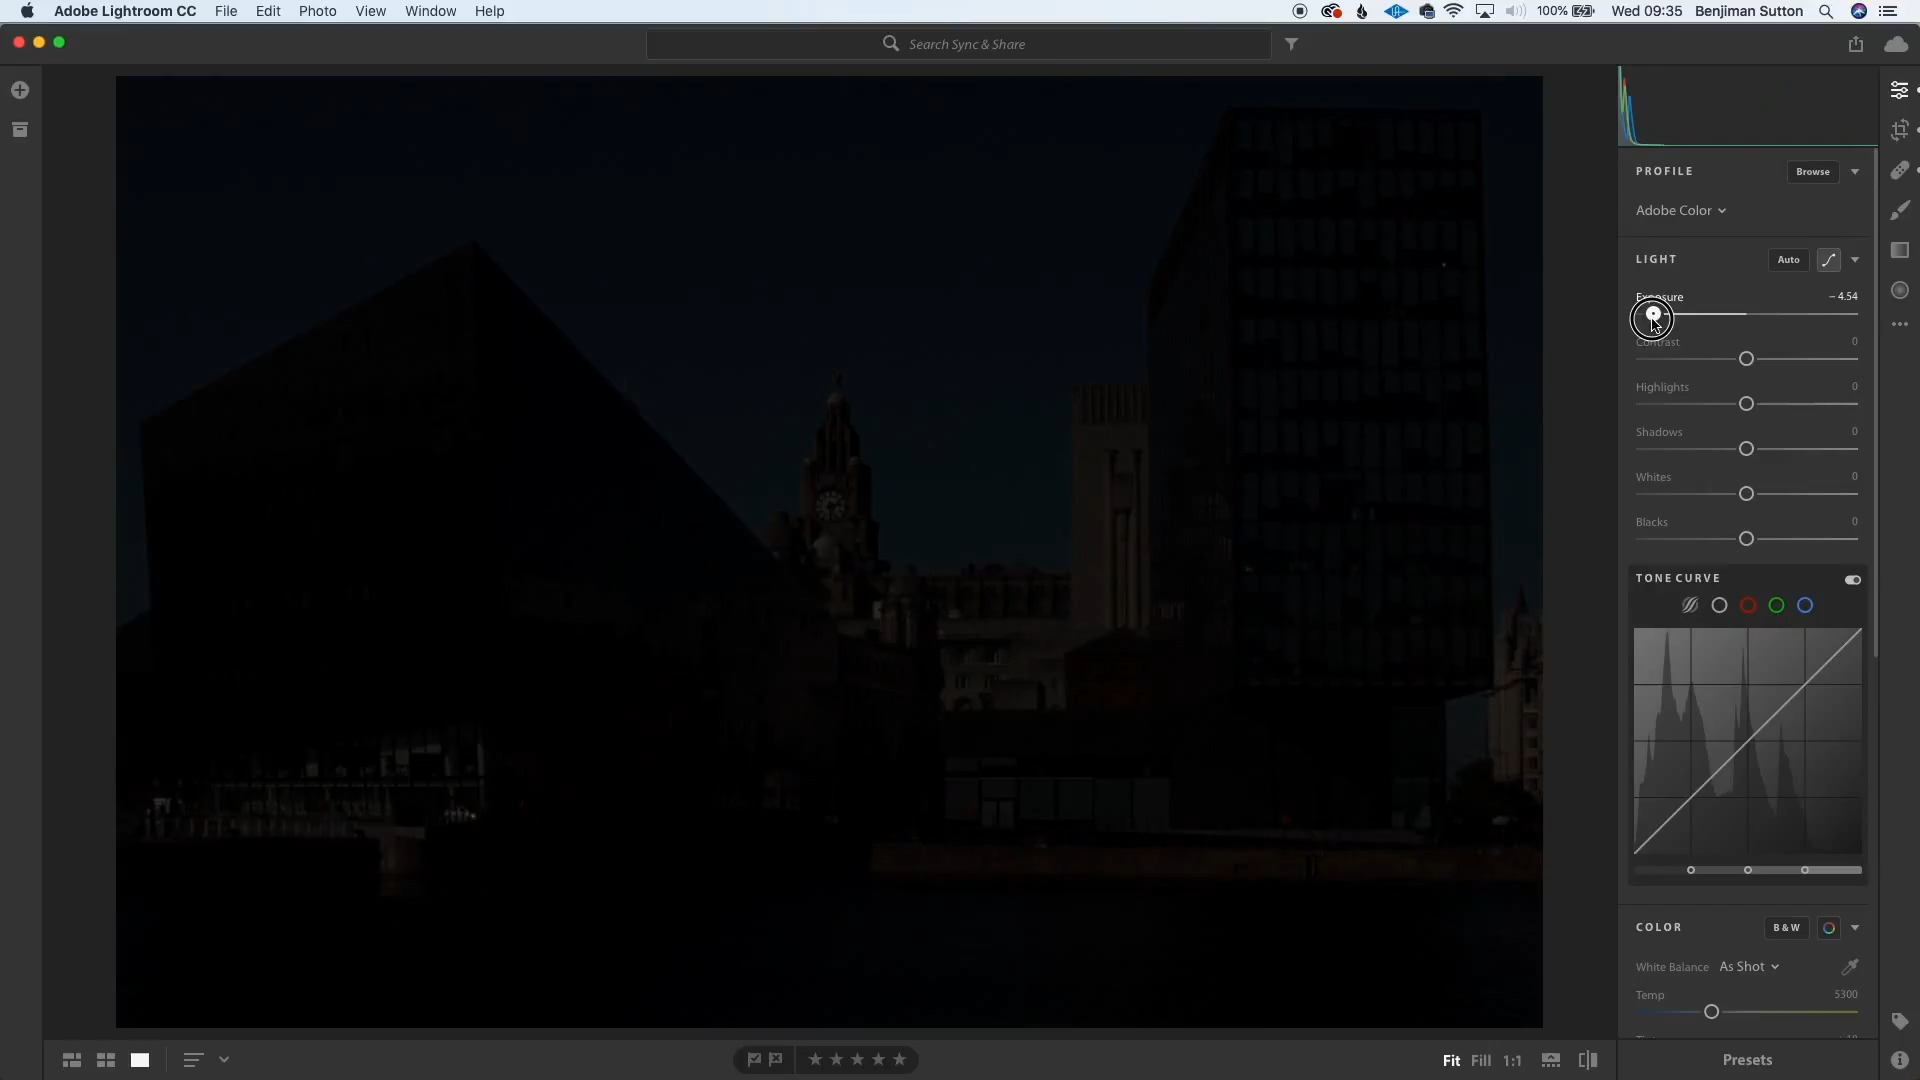 Adobe Lightroom CC File Edit Photo View Window Help 100% Wed 09:35 Benjiman Sutton
Search Sync & Share
PROFILE Browse
Adobe Color
LIGHT Auto
Exposure − 4.54
Contrast 0
Highlights 0
Shadows 0
Whites 0
Blacks 0
TONE CURVE
COLOR B & W
White Balance As Shot
Temp 5300
Fit Fill 1:1 Presets